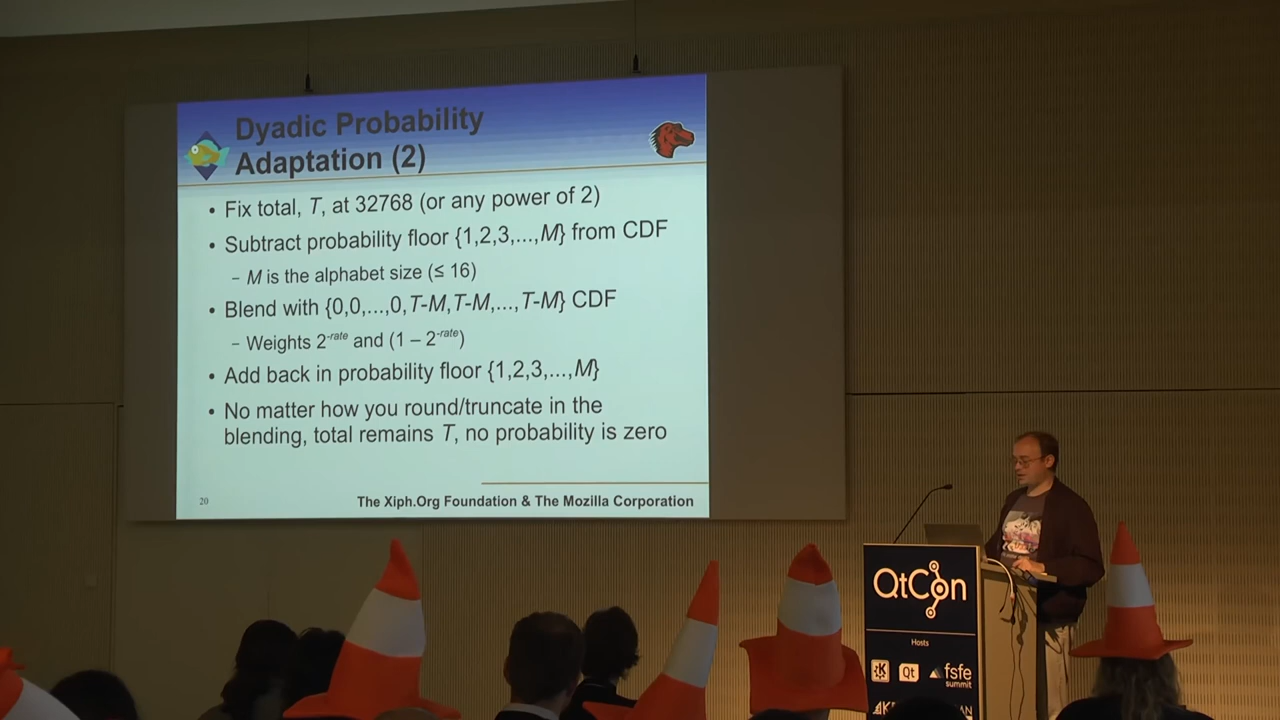 Dyadic Probability
Adaptation (2)
• Fix total, T, at 32768 (or any power of 2)
• Subtract probability floor {1,2,3,...,M} from CDF
– M is the alphabet size (≤ 16)
• Blend with {0,0,...,0,T-M,T-M,...,T-M} CDF
– Weights 2^-rate and (1 – 2^-rate)
• Add back in probability floor {1,2,3,...,M}
• No matter how you round/truncate in the
blending, total remains T, no probability is zero
20
The Xiph.Org Foundation & The Mozilla Corporation
QtCon
Hosts
Qt
fsfe
summit